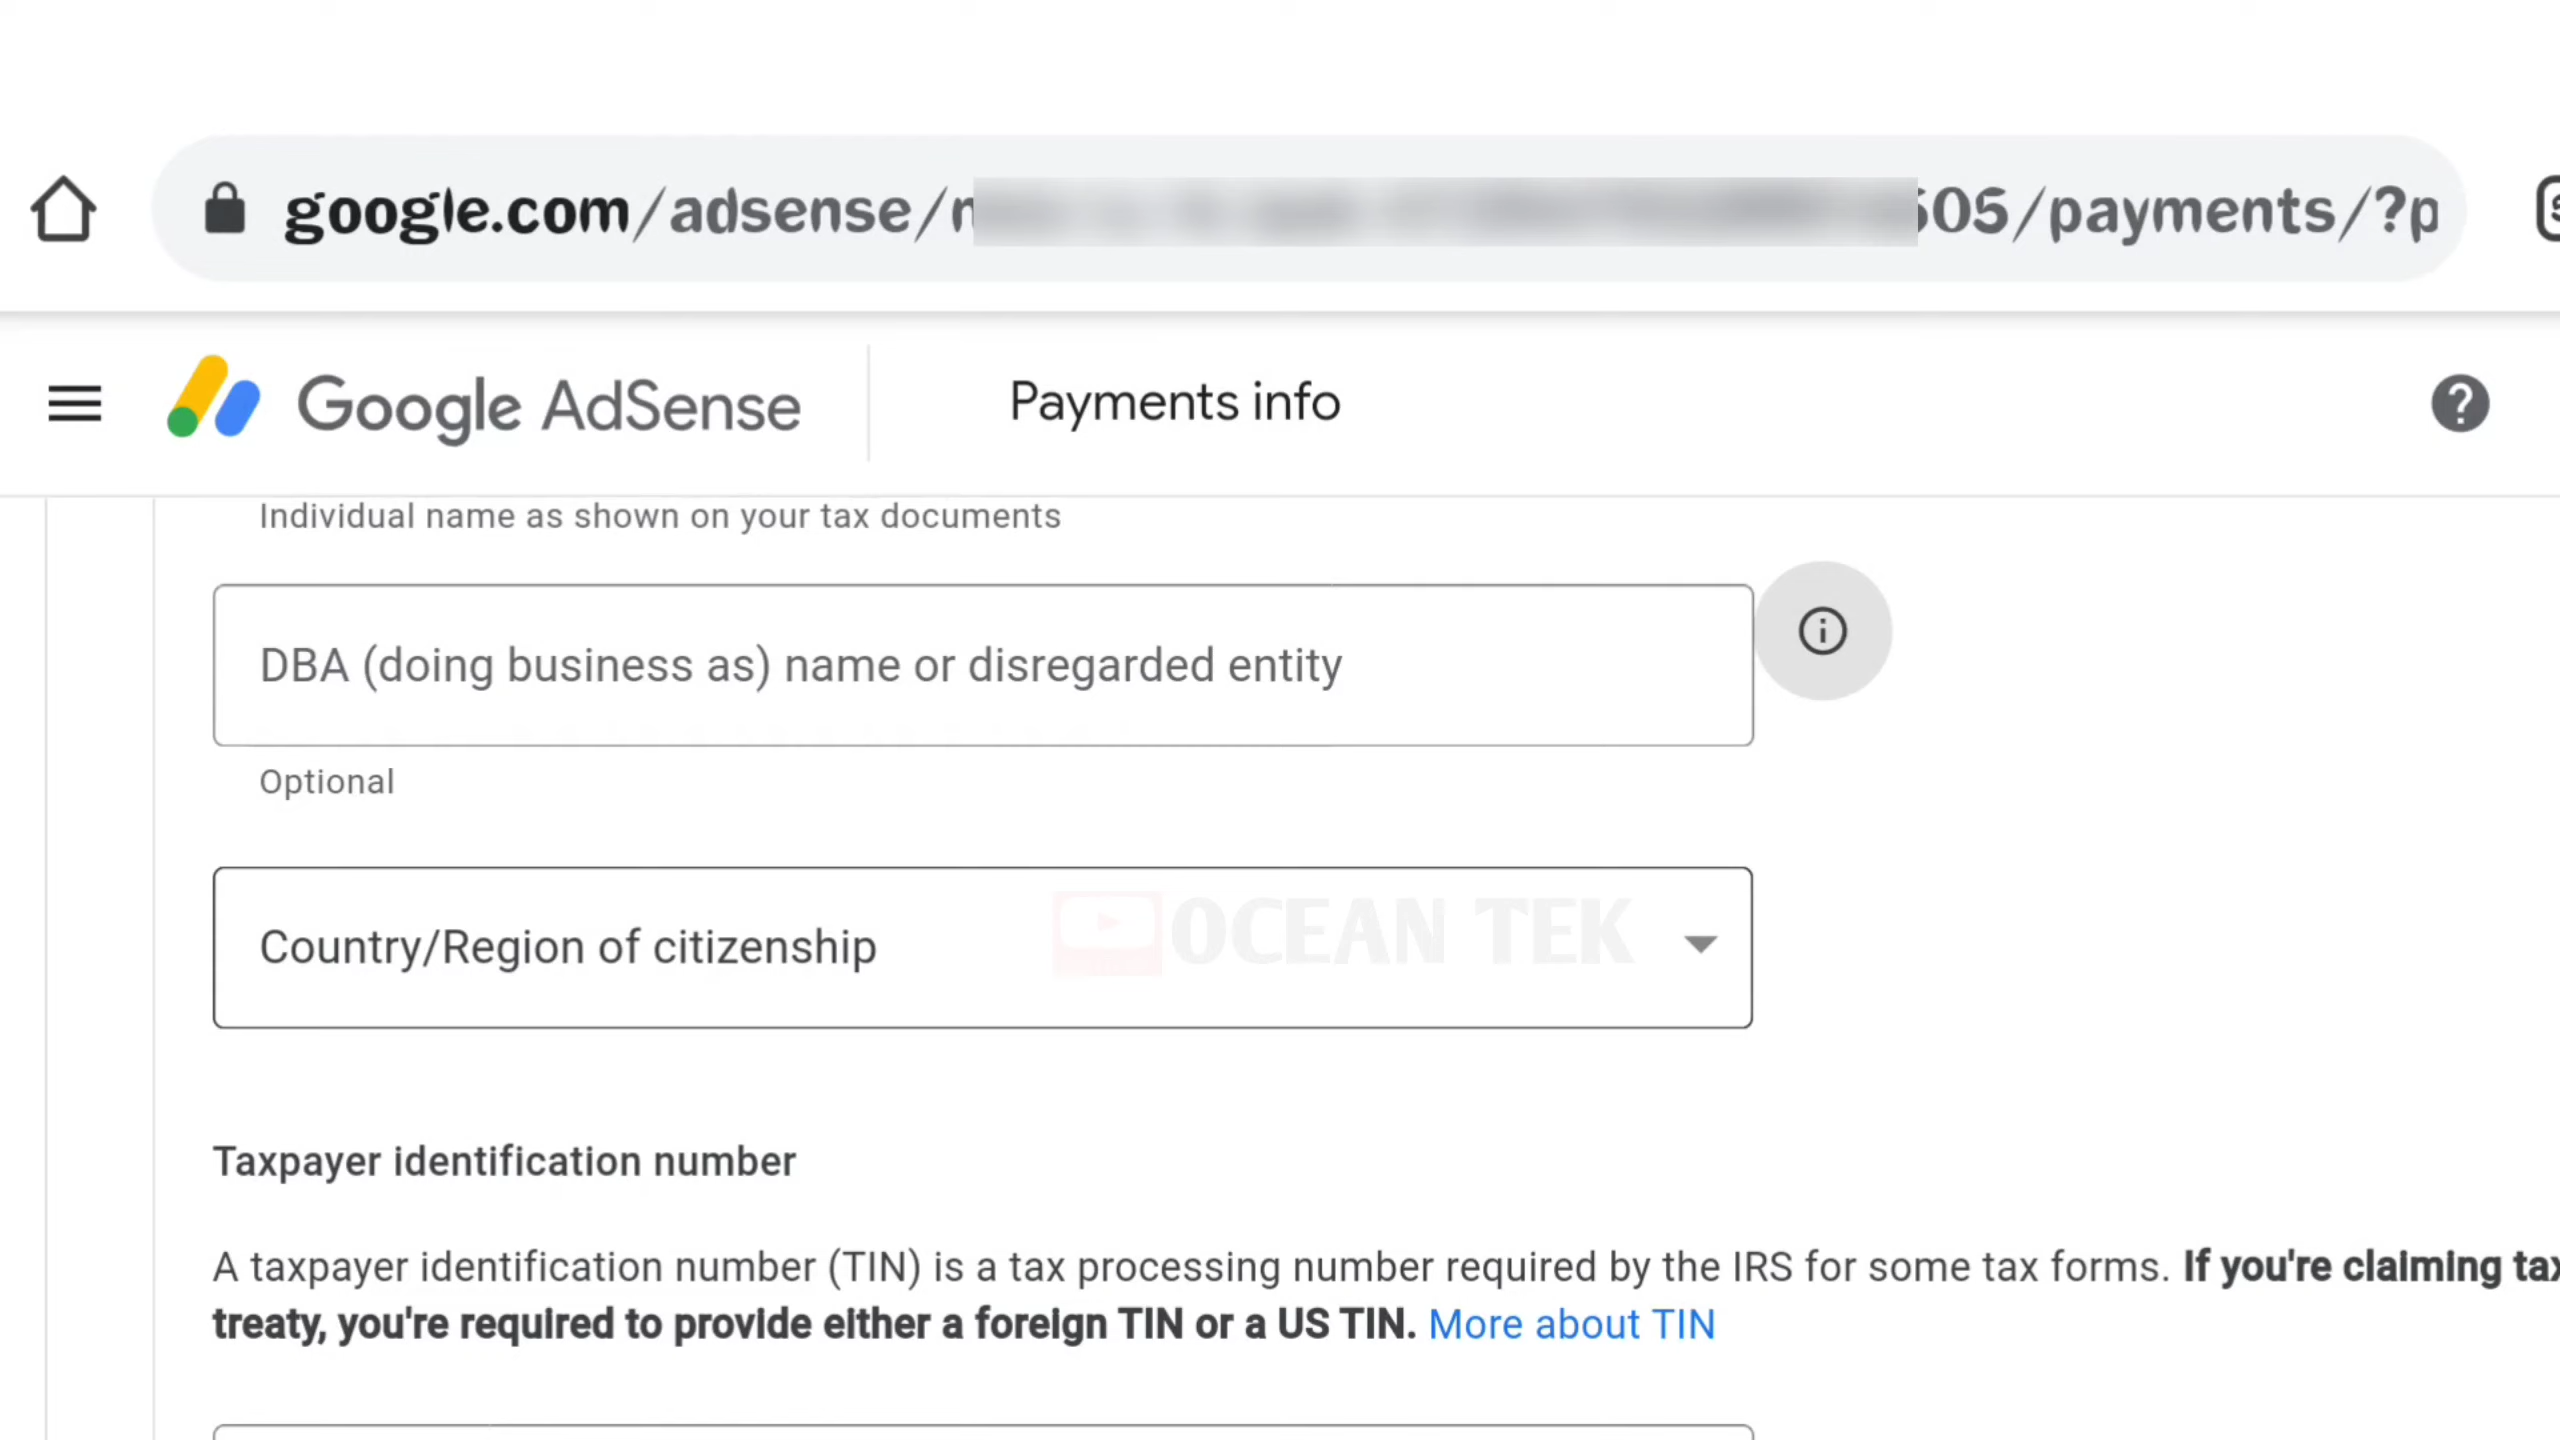 google.com/adsense/ 05/payments/?p
Google AdSense
Payments info
Individual name as shown on your tax documents
DBA (doing business as) name or disregarded entity
Optional
Country/Region of citizenship
OCEAN TEK
Taxpayer identification number
A taxpayer identification number (TIN) is a tax processing number required by the IRS for some tax forms. If you're claiming tax
treaty, you're required to provide either a foreign TIN or a US TIN. More about TIN